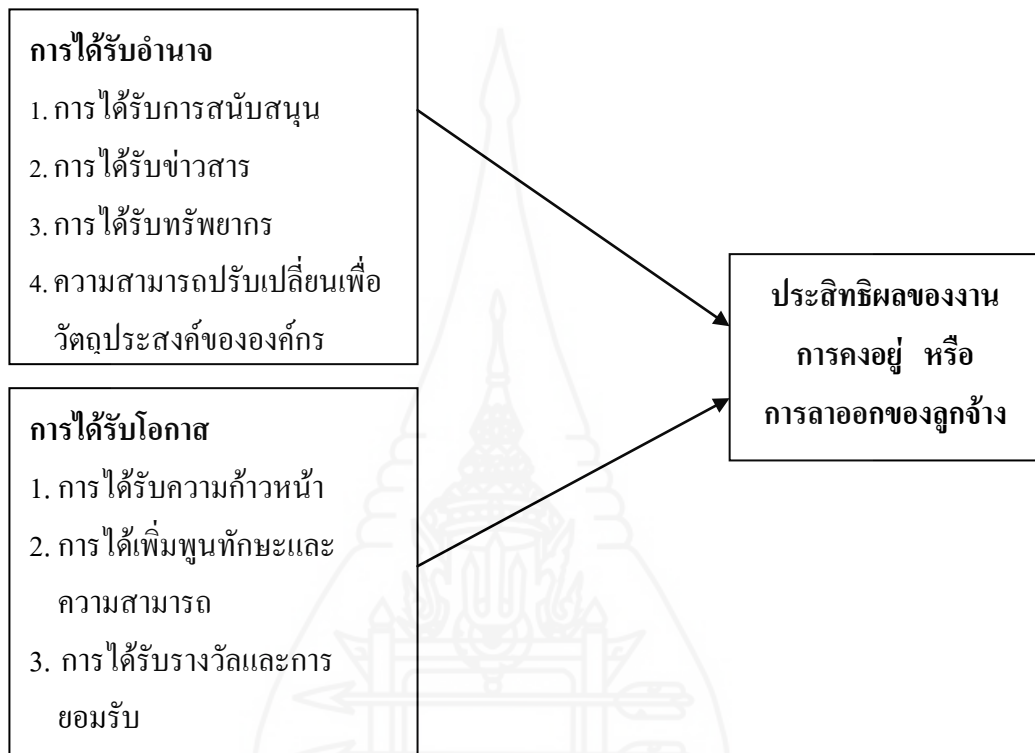 การได้รับอำนาจ
1. การได้รับการสนับสนุน
2. การได้รับข่าวสาร
3. การได้รับทรัพยากร
4. ความสามารถปรับเปลี่ยนเพื่อ
วัตถุประสงค์ขององค์กร
การได้รับโอกาส
1. การได้รับความก้าวหน้า
2. การได้เพิ่มพูนทักษะและ
ความสามารถ
3. การได้รับรางวัลและการ
ยอมรับ
ประสิทธิผลของงาน
การคงอยู่ หรือ
การลาออกของลูกจ้าง